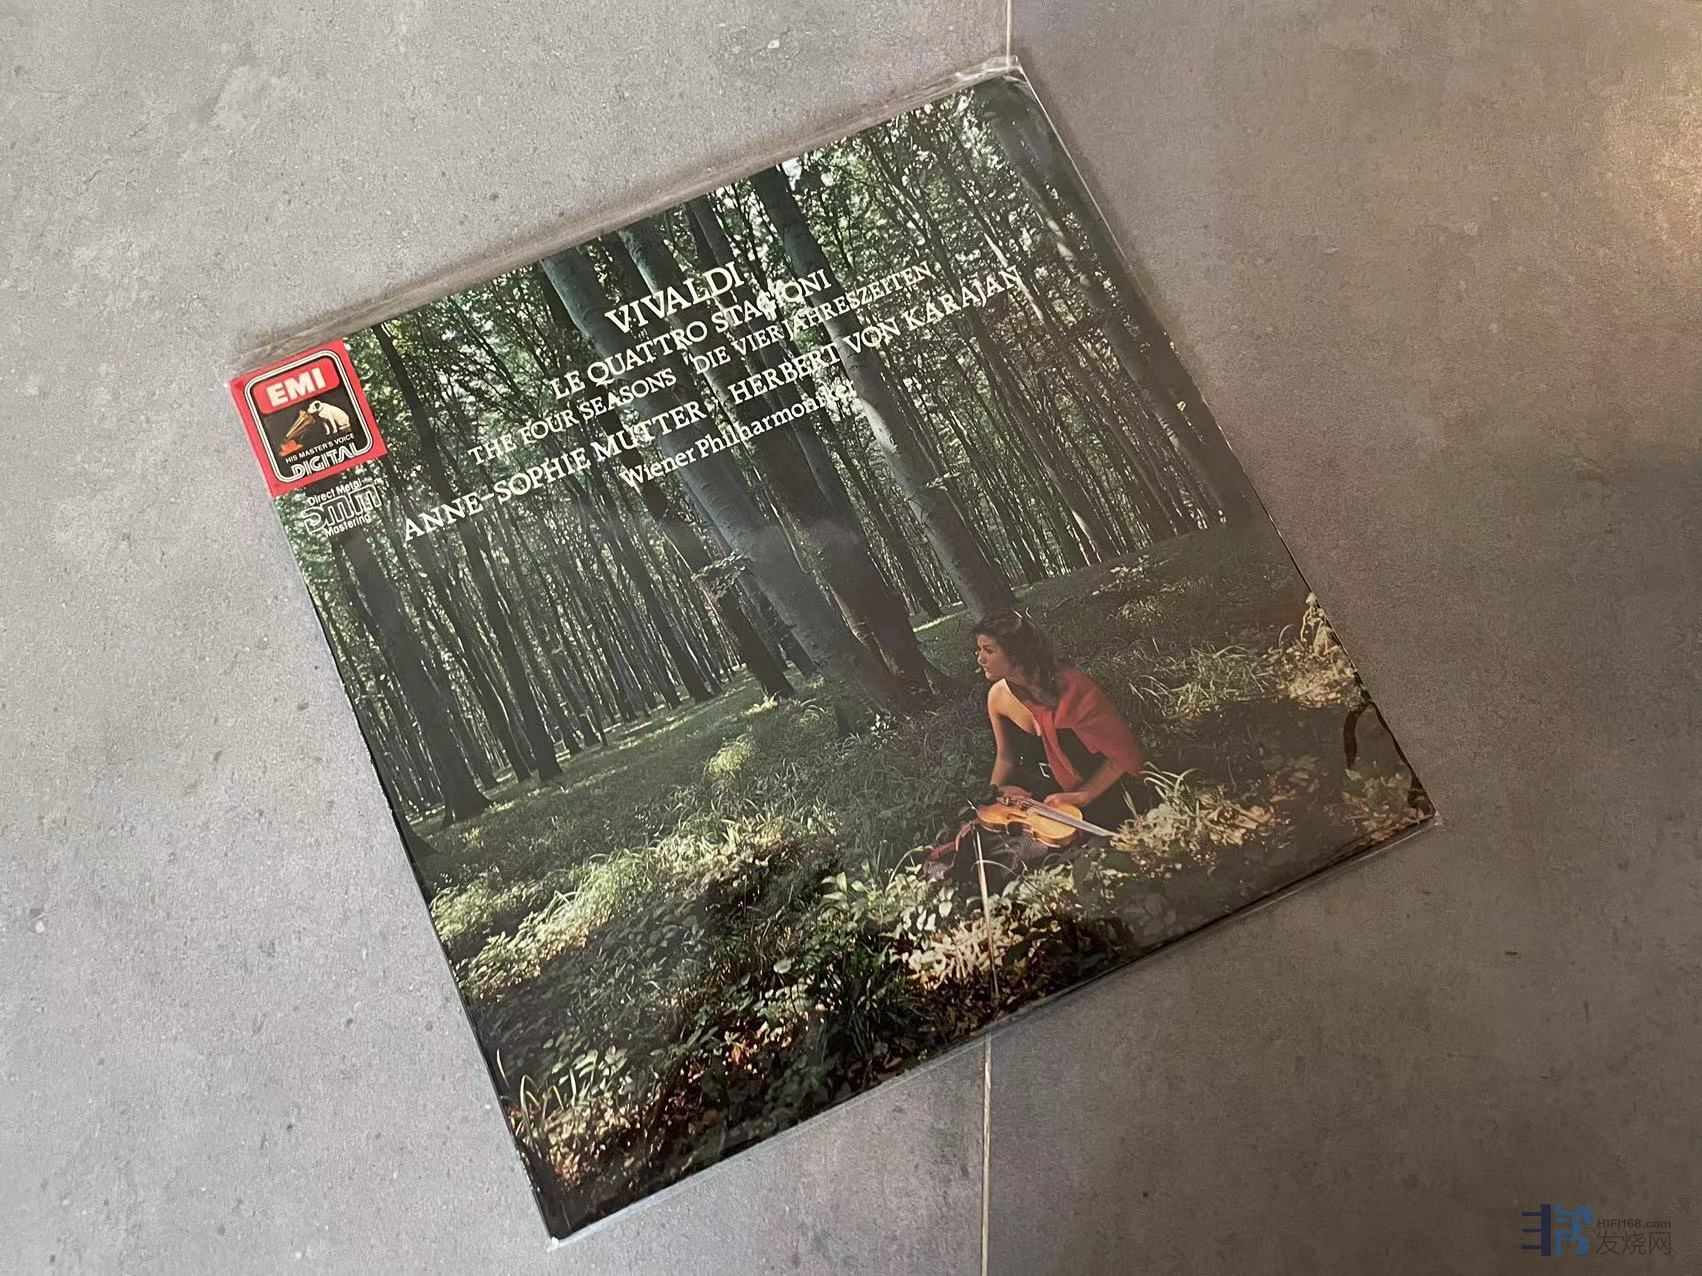 VIVALDI
LE QUATTRO STAGIONI
THE FOUR SEASONS DIE VIER JAHRESZEITEN
ANNE-SOPHIE MUTTER HERBERT VON KARAJAN
Wiener Philharmoniker
EMI
HIS MASTER'S VOICE
DIGITAL
Direct Metal
DMM
Mastering
HIFI168.com
发烧网